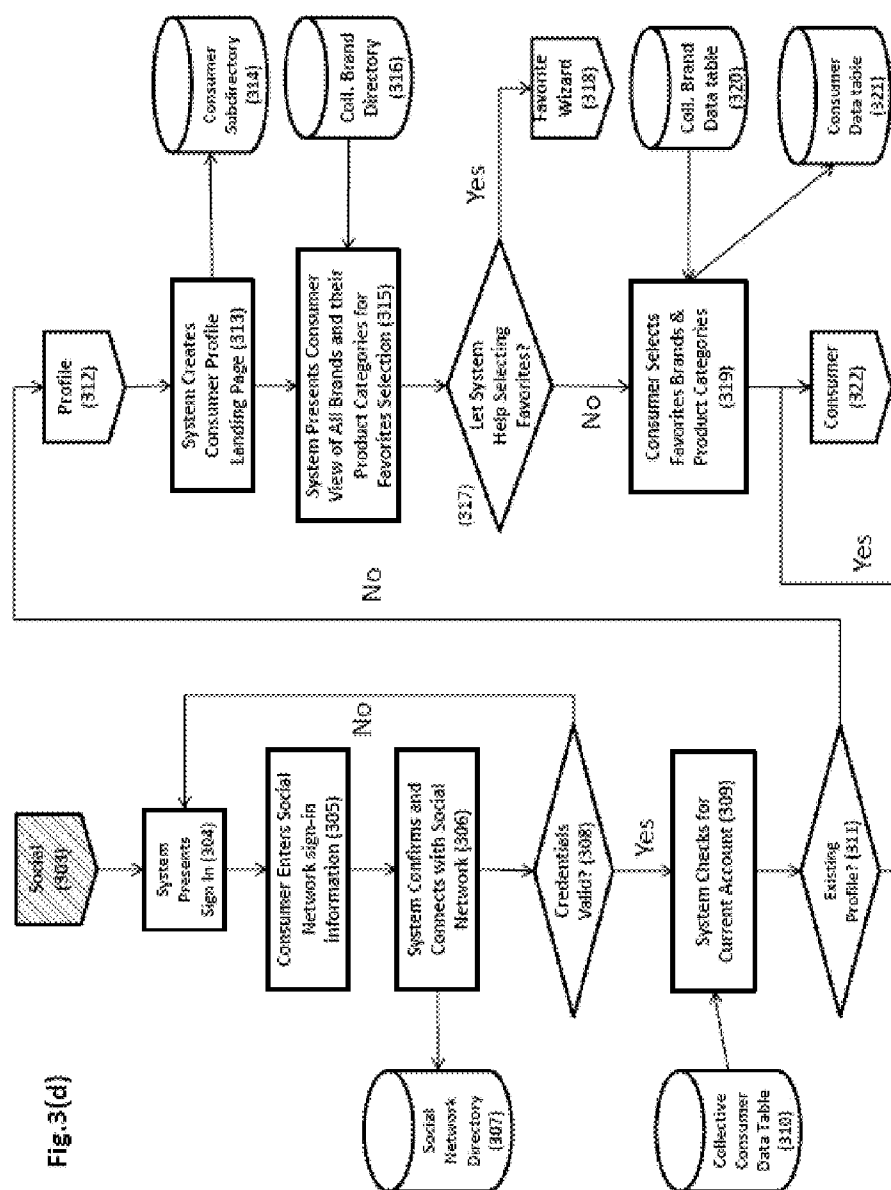 Fig.3(d)
Social
(303)
System
Presents
Sign In (304)
Consumer Enters Social
Network sign-in
information (305)
System Confirms and
Connects with Social
Network (306)
Social
Network
Directory
(307)
Credentials
Valid? (308)
No
Yes
System Checks for
Current Account (309)
Collective
Consumer
Data Table
(310)
Existing
Profile? (311)
No
Yes
Profile
(312)
System Creates
Consumer Profile
Landing Page (313)
Consumer
Subdirectory
(314)
System Presents Consumer
View of All Brands and their
Product Categories for
Favorites Selection (315)
Coll. Brand
Directory
(316)
(317)
Let System
Help Selecting
Favorites?
Yes
Favorite
Wizard
(318)
No
Consumer Selects
Favorites Brands &
Product Categories
(319)
Coll. Brand
Data table
(320)
Consumer
Data table
(321)
Consumer
(322)